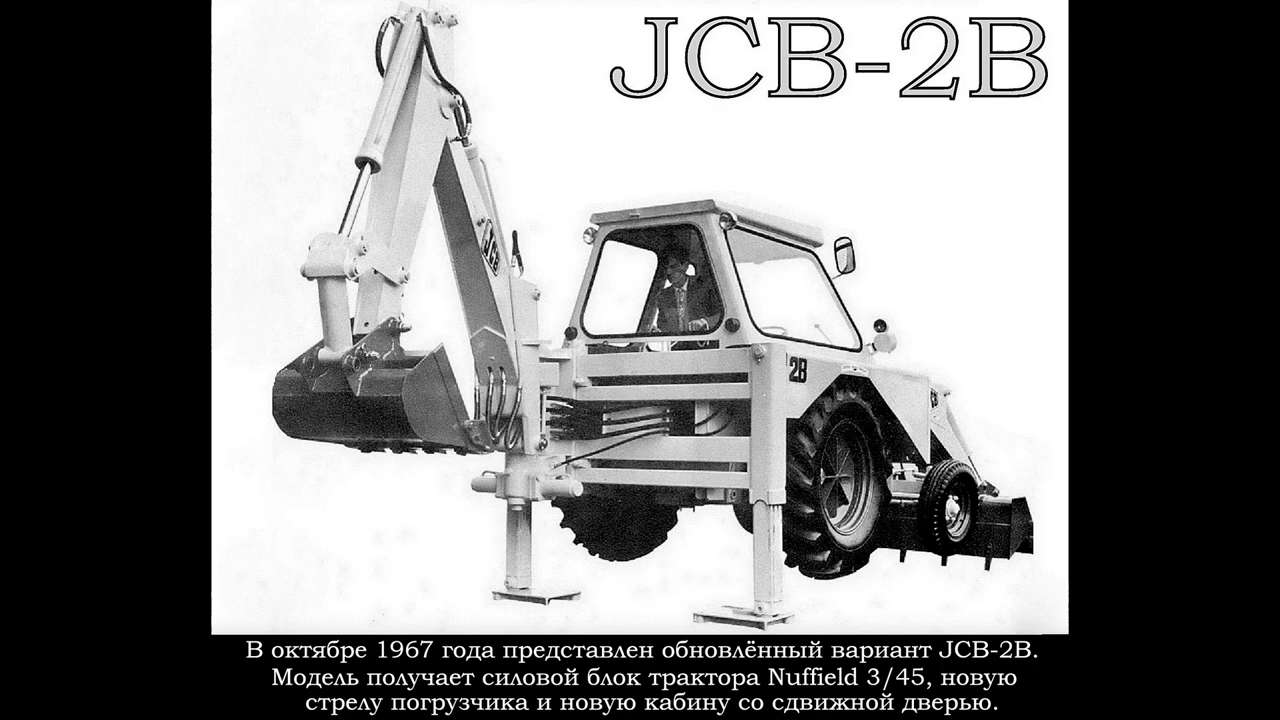 JCB-2B
JCB
2B
В октябре 1967 года представлен обновлённый вариант JCB-2B.
Модель получает силовой блок трактора Nuffield 3/45, новую
стрелу погрузчика и новую кабину со сдвижной дверью.